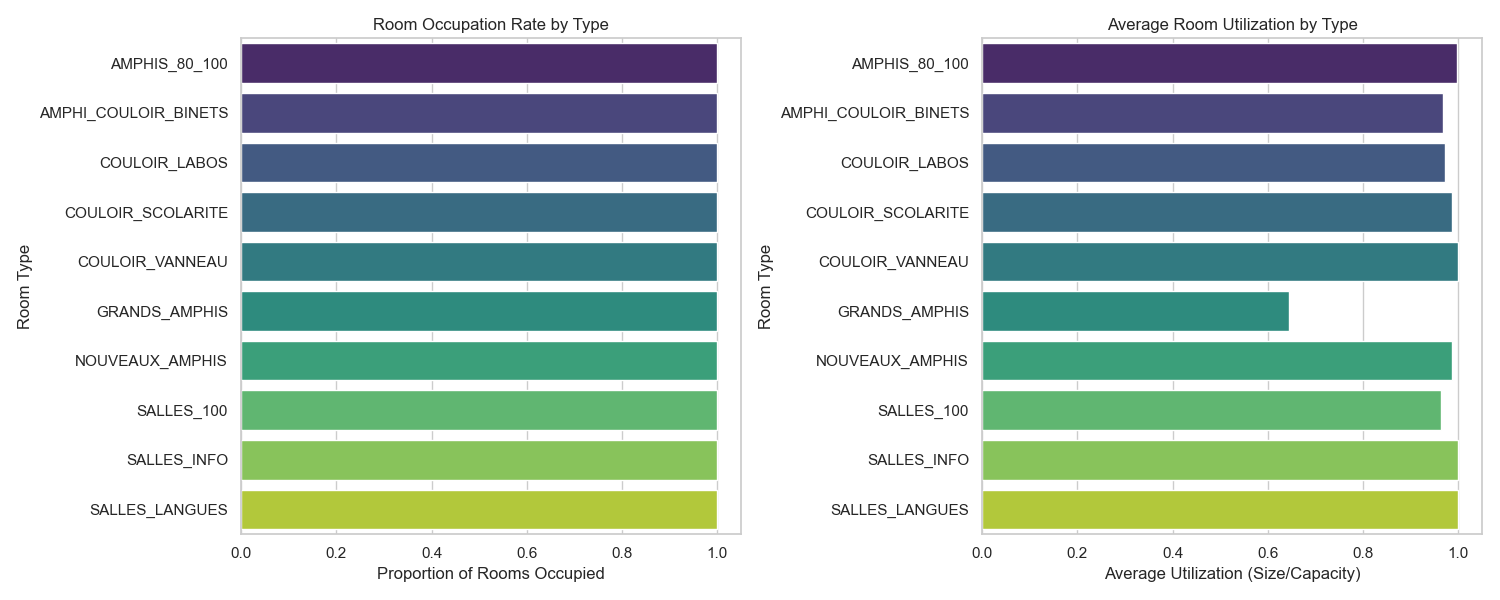 Room Occupation Rate by Type
Room Type
AMPHIS_80_100
AMPHI_COULOIR_BINETS
COULOIR_LABOS
COULOIR_SCOLARITE
COULOIR_VANNEAU
GRANDS_AMPHIS
NOUVEAUX_AMPHIS
SALLES_100
SALLES_INFO
SALLES_LANGUES
0.0 0.2 0.4 0.6 0.8 1.0
Proportion of Rooms Occupied
Average Room Utilization by Type
Room Type
AMPHIS_80_100
AMPHI_COULOIR_BINETS
COULOIR_LABOS
COULOIR_SCOLARITE
COULOIR_VANNEAU
GRANDS_AMPHIS
NOUVEAUX_AMPHIS
SALLES_100
SALLES_INFO
SALLES_LANGUES
0.0 0.2 0.4 0.6 0.8 1.0
Average Utilization (Size/Capacity)